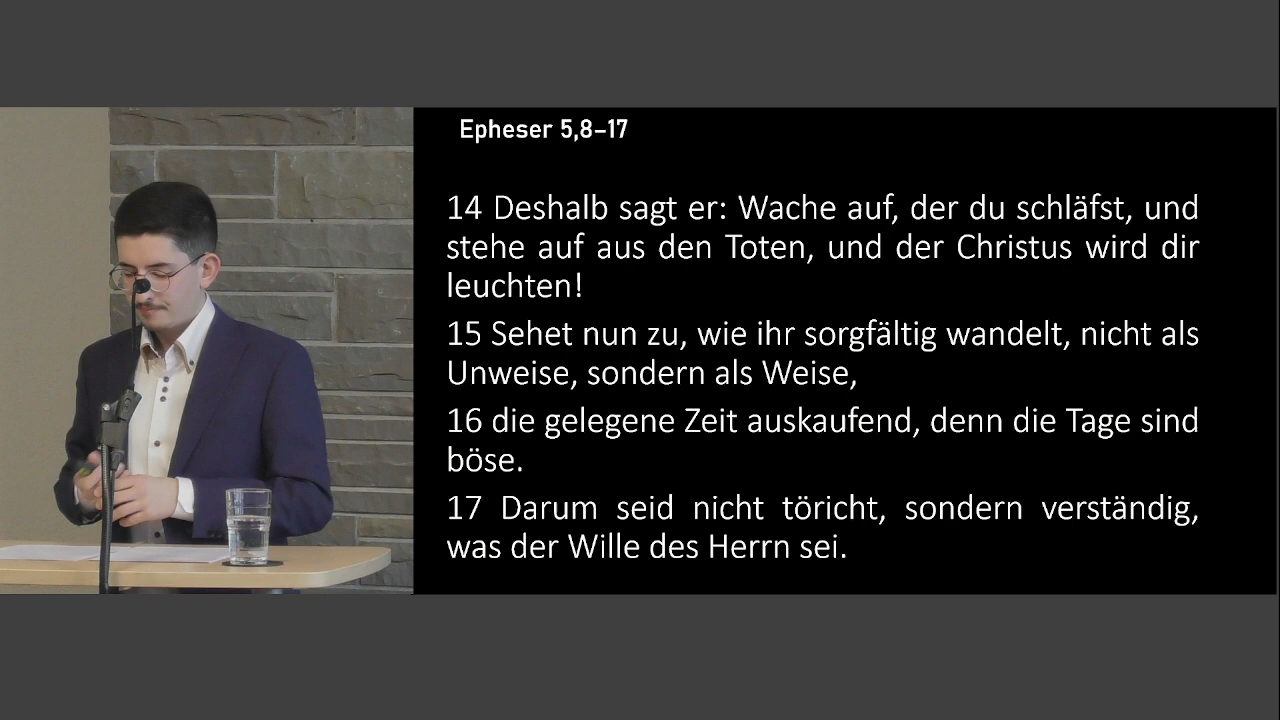 Epheser 5,8–17
14 Deshalb sagt er: Wache auf, der du schläfst, und
stehe auf aus den Toten, und der Christus wird dir
leuchten!
15 Sehet nun zu, wie ihr sorgfältig wandelt, nicht als
Unweise, sondern als Weise,
16 die gelegene Zeit auskaufend, denn die Tage sind
böse.
17 Darum seid nicht töricht, sondern verständig,
was der Wille des Herrn sei.